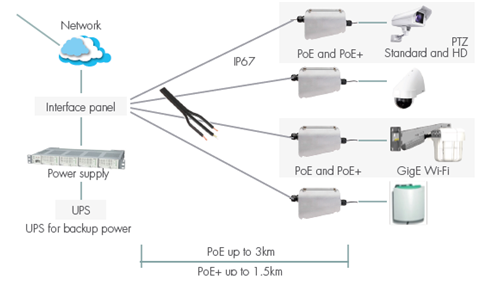 Network
IP67
PoE and PoE+
PTZ
Standard and HD
Interface panel
Power supply
PoE and PoE+
GigE Wi-Fi
UPS
UPS for backup power
PoE up to 3km
PoE+ up to 1.5km